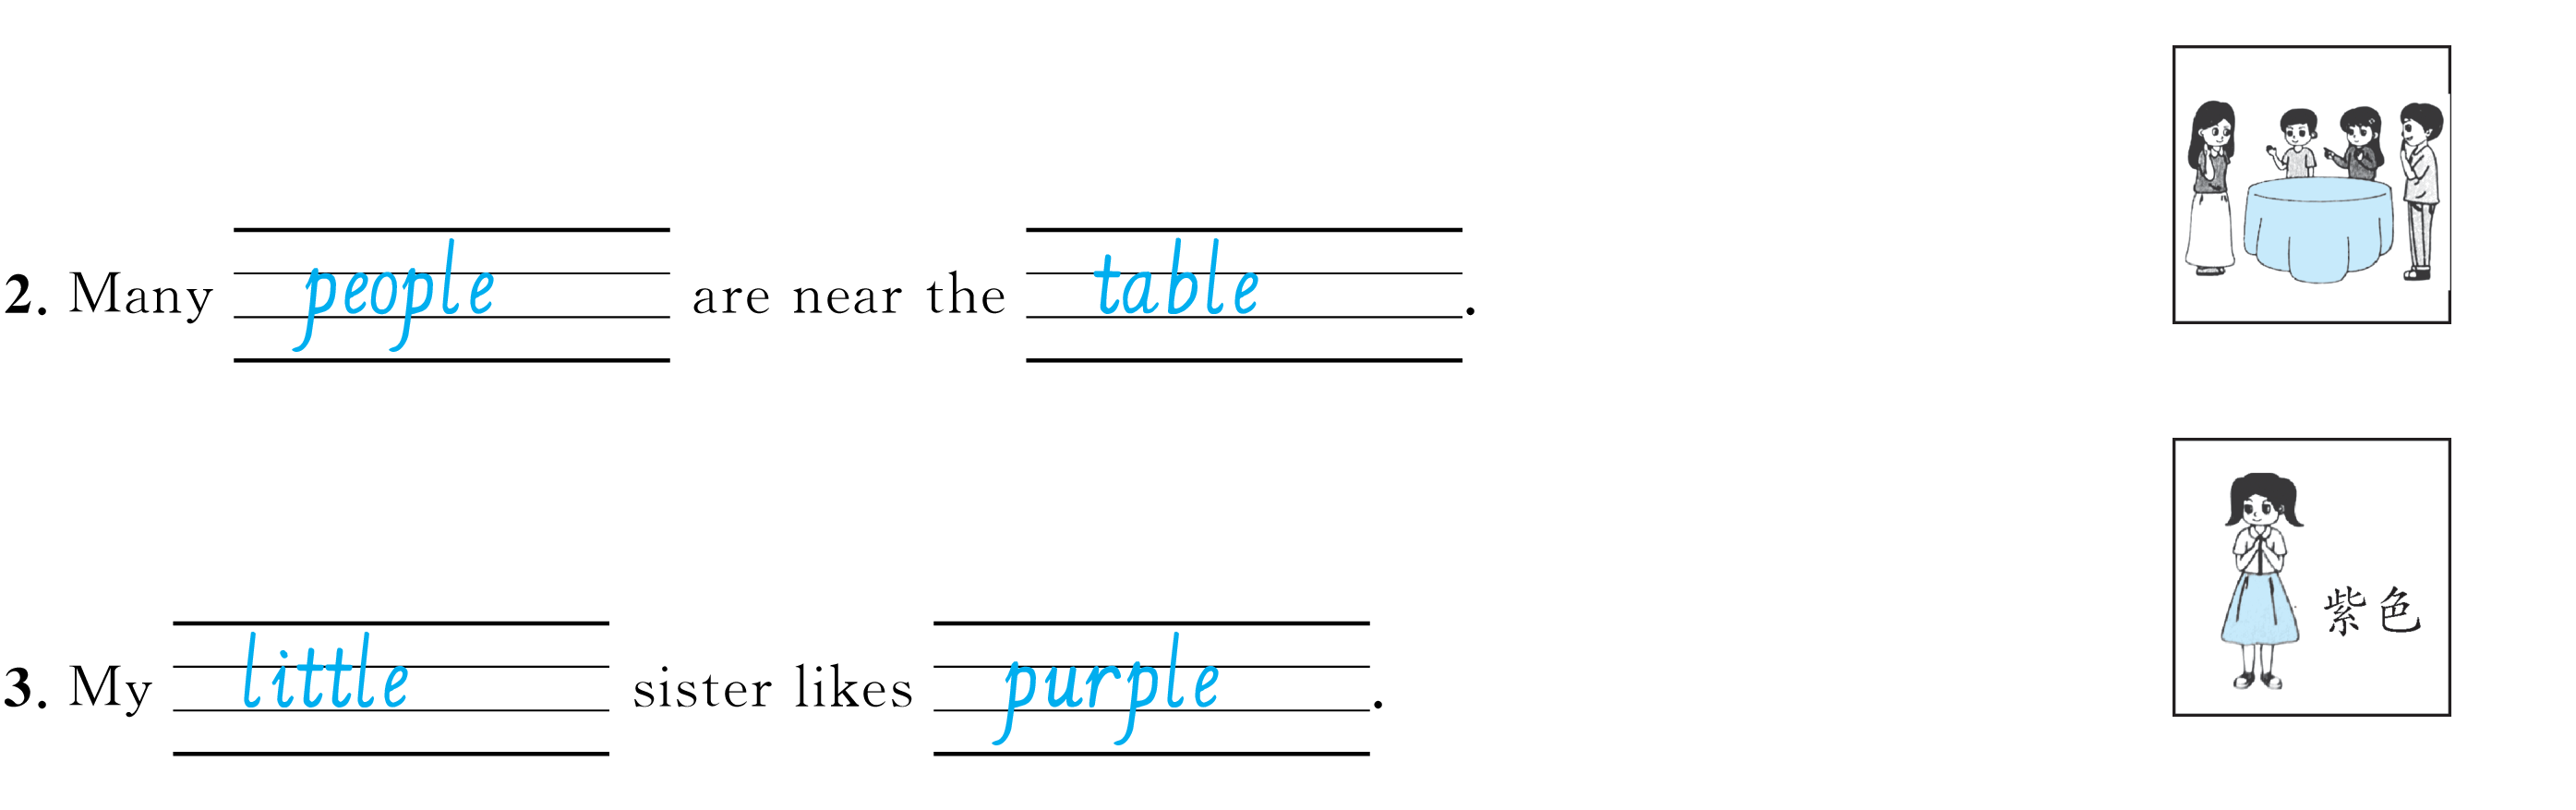 2. Many people are near the table.
3. My little sister likes purple.
紫色